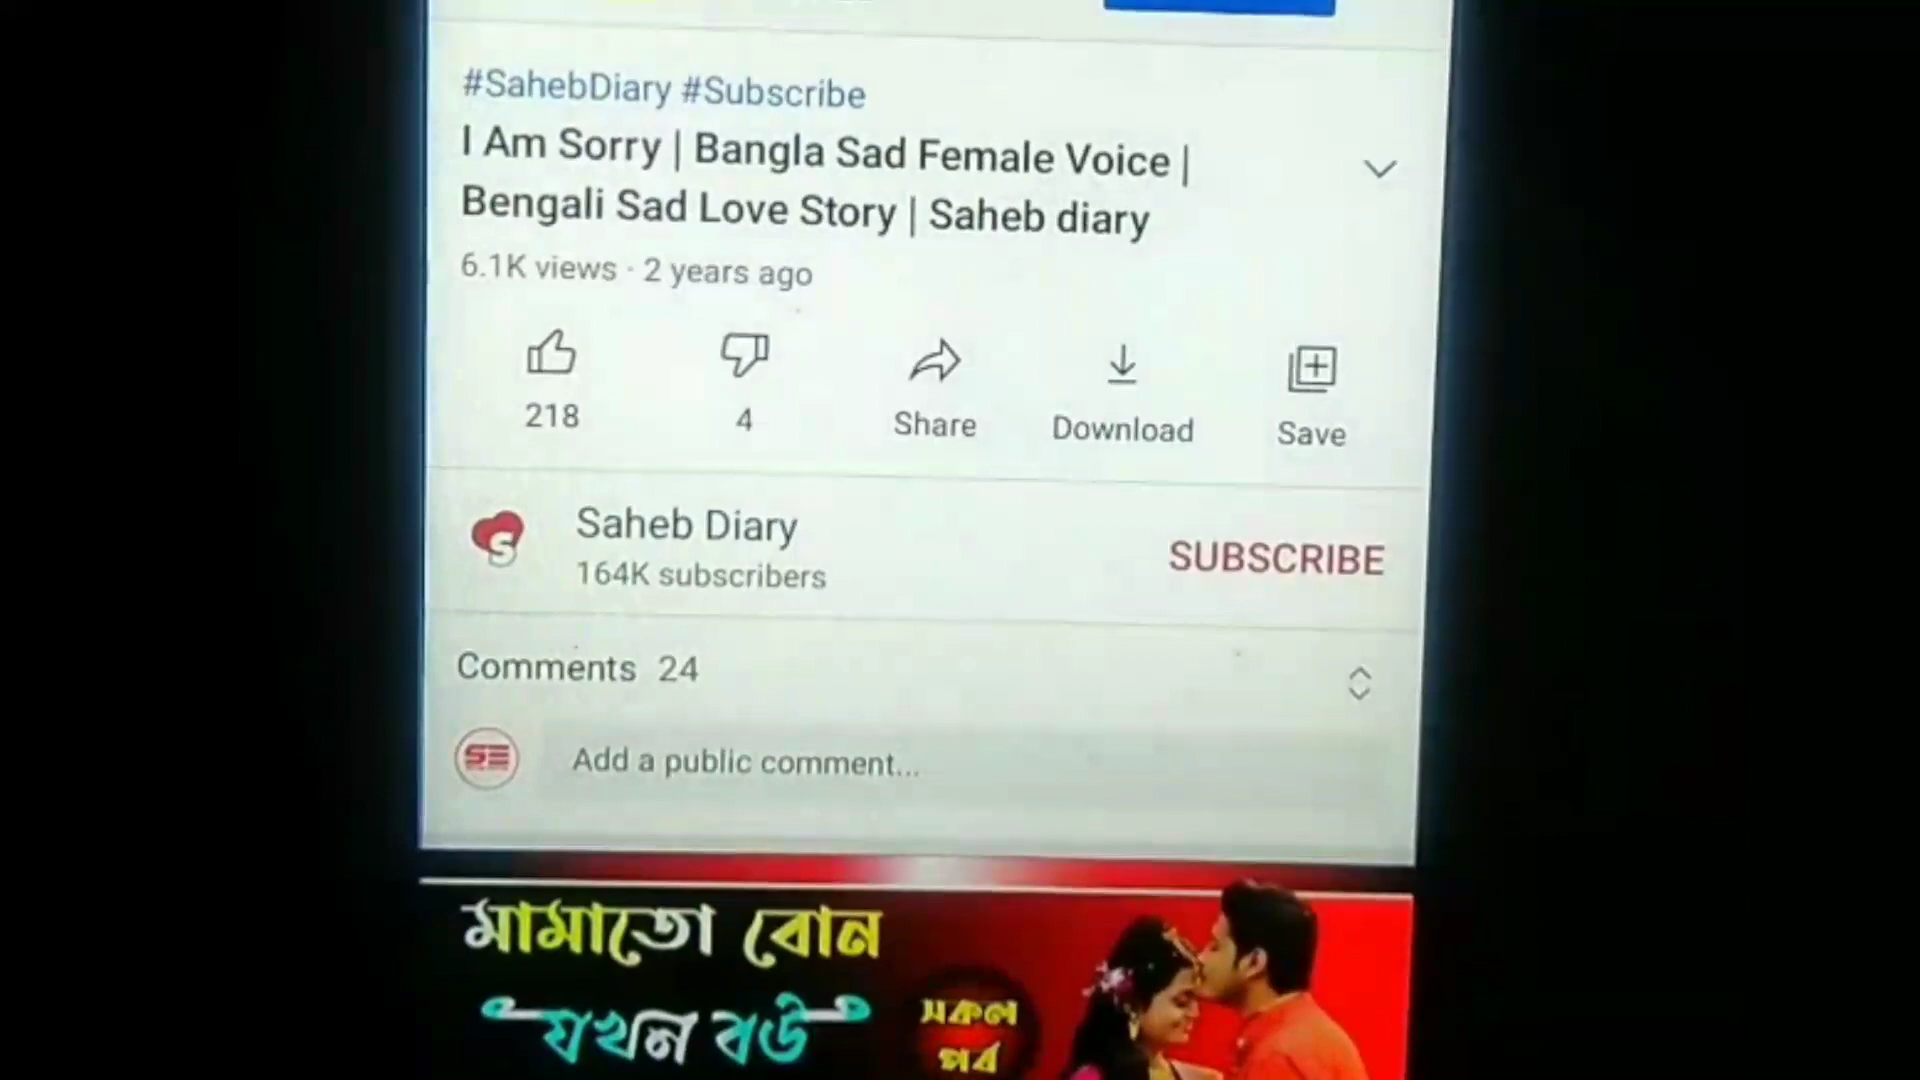 #SahebDiary #Subscribe
I Am Sorry | Bangla Sad Female Voice |
Bengali Sad Love Story | Saheb diary
6.1K views · 2 years ago
218
4
Share
Download
Save
S
Saheb Diary
164K subscribers
SUBSCRIBE
Comments 24
SE
Add a public comment...
মামাতো বোন
যখন বউ
সকল
পর্ব